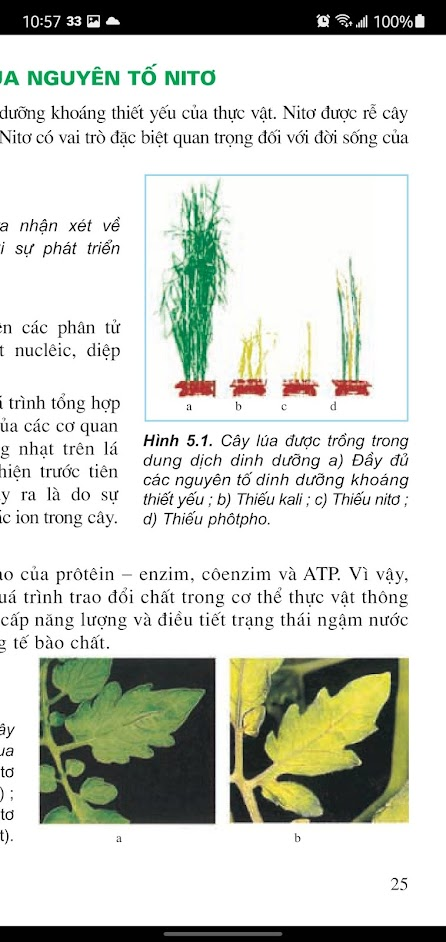 10:57 33 100%
UA NGUYÊN TỐ NITƠ
dưỡng khoáng thiết yếu của thực vật. Nitơ được rễ cây
Nitơ có vai trò đặc biệt quan trọng đối với đời sống của
ra nhận xét về
i sự phát triển
ên các phân tử
t nuclêic, diệp
á trình tổng hợp
ủa các cơ quan
g nhạt trên lá
hiện trước tiên
y ra là do sự
ác ion trong cây.
a b c d
Hình 5.1. Cây lúa được trồng trong
dung dịch dinh dưỡng a) Đầy đủ
các nguyên tố dinh dưỡng khoáng
thiết yếu ; b) Thiếu kali ; c) Thiếu nitơ ;
d) Thiếu phôtpho.
ạo của prôtêin – enzim, côenzim và ATP. Vì vậy,
uá trình trao đổi chất trong cơ thể thực vật thông
cấp năng lượng và điều tiết trạng thái ngậm nước
g tế bào chất.
ây
ua
tơ
) ;
tơ
t).
a b
25